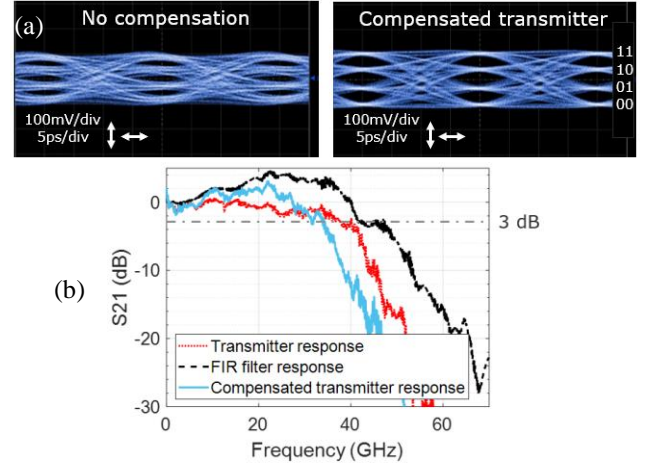 (a)
No compensation
Compensated transmitter
100mV/div
5ps/div
100mV/div
5ps/div
11
10
01
00
(b)
S21 (dB)
0
-10
-20
-30
3 dB
Transmitter response
FIR filter response
Compensated transmitter response
0
20
40
60
Frequency (GHz)